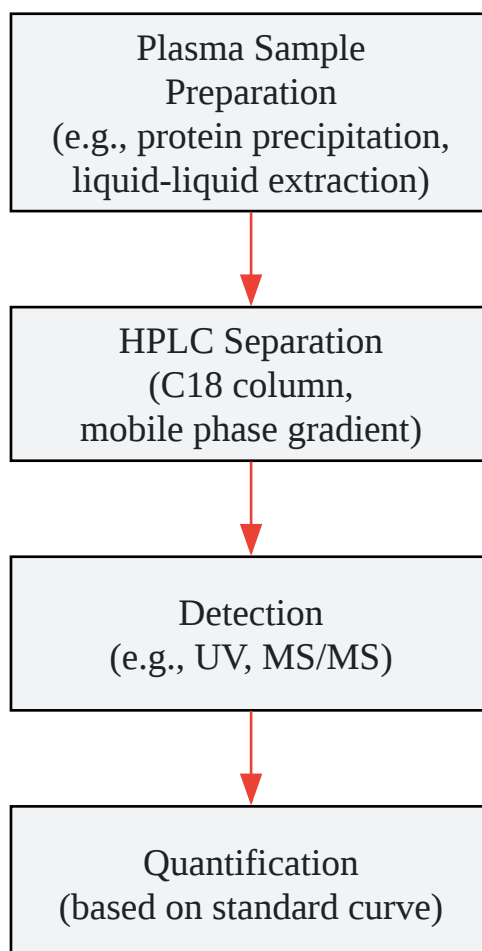 Plasma Sample
Preparation
(e.g., protein precipitation,
liquid-liquid extraction)
HPLC Separation
(C18 column,
mobile phase gradient)
Detection
(e.g., UV, MS/MS)
Quantification
(based on standard curve)